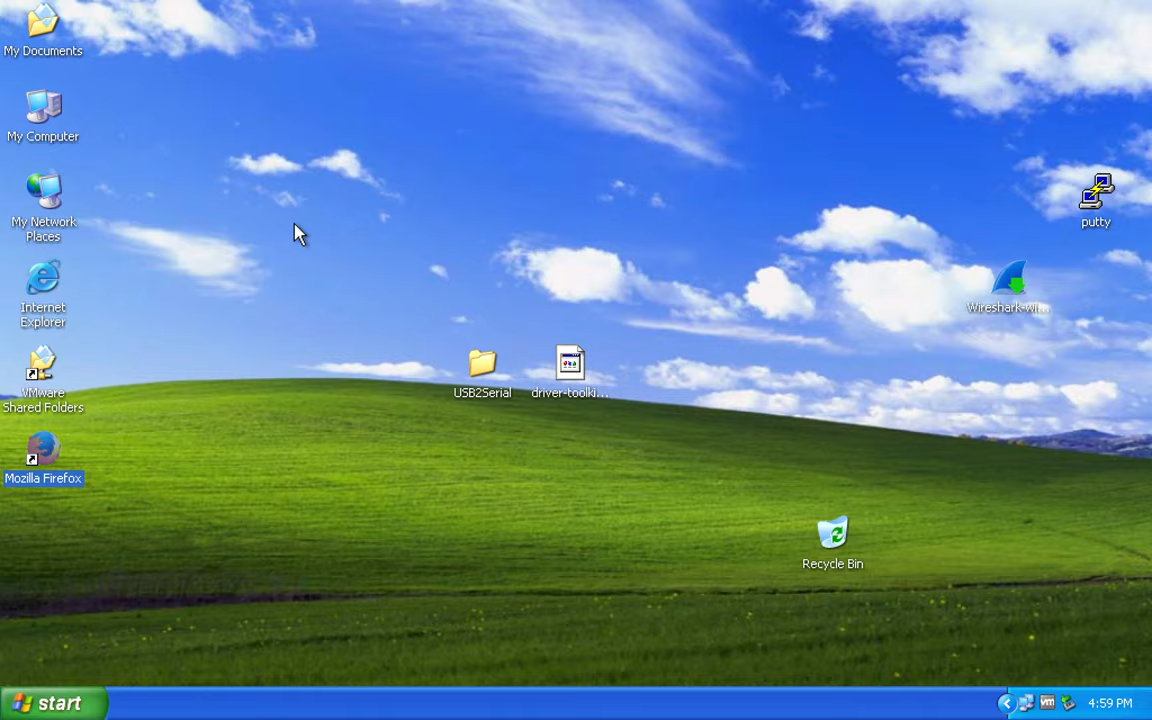 My Documents
My Computer
My Network
Places
Internet
Explorer
VMware
Shared Folders
Mozilla Firefox
USB2Serial
driver-toolki...
putty
Wireshark-wi...
Recycle Bin
start
vm
4:59 PM